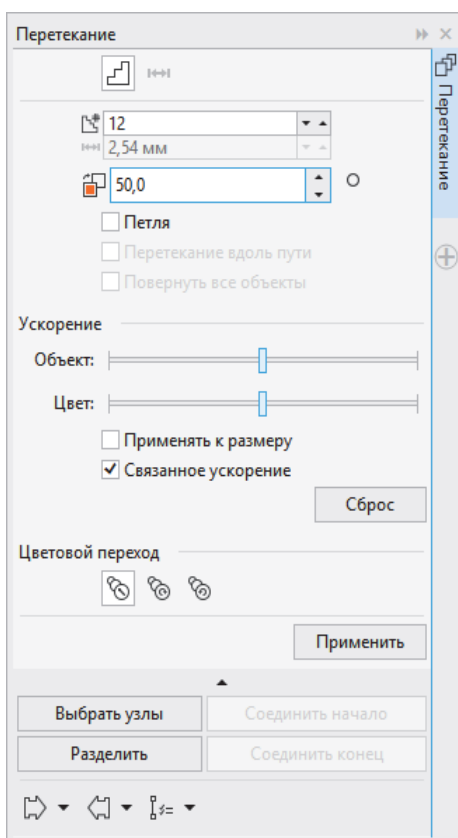 Перетекание
Перетекание
12
2,54 мм
50,0
Петля
Перетекание вдоль пути
Повернуть все объекты
Ускорение
Объект:
Цвет:
Применять к размеру
Связанное ускорение
Сброс
Цветовой переход
Применить
Выбрать узлы
Соединить начало
Разделить
Соединить конец